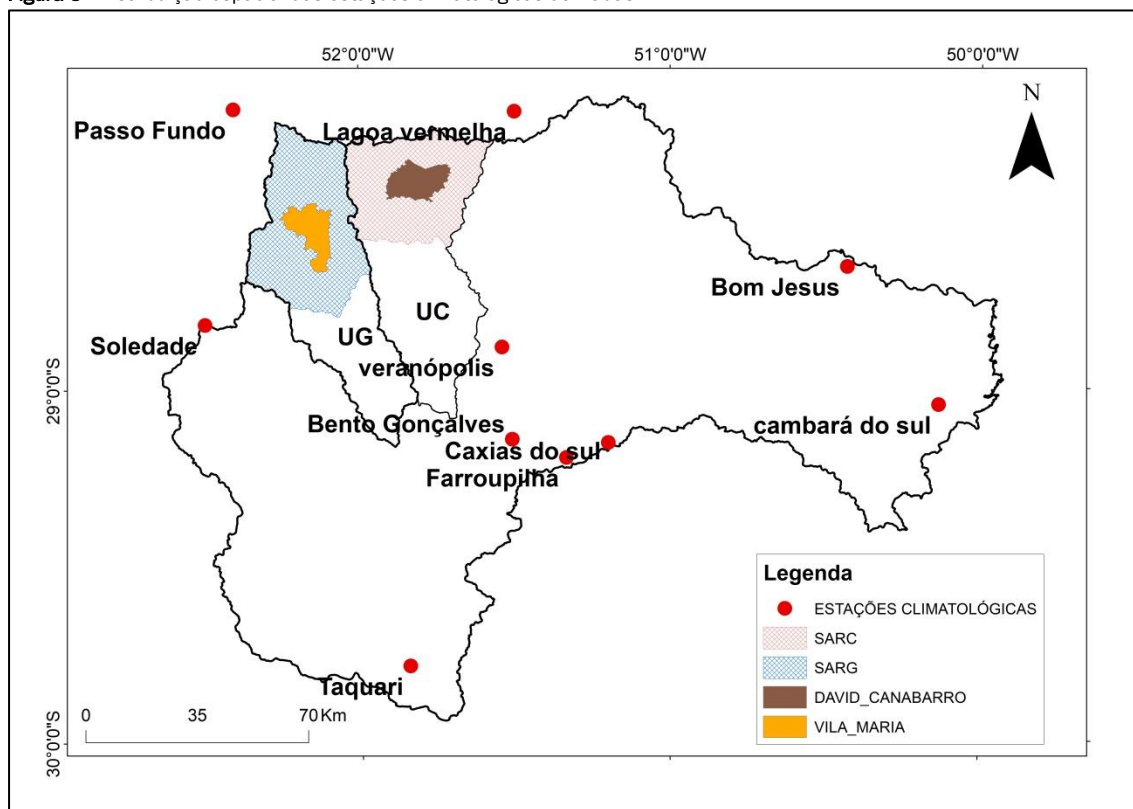 52°0'0"W 51°0'0"W 50°0'0"W
N
Passo Fundo
Lagoa vermelha
Bom Jesus
UC
UG
Soledade
veranópolis
29°0'0"S
Bento Gonçalves
cambará do sul
Caxias do sul
Farroupilha
Legenda
ESTAÇÕES CLIMATOLÓGICAS
SARC
SARG
DAVID_CANABARRO
VILA_MARIA
Taquari
0 35 70 Km
30°0'0"S